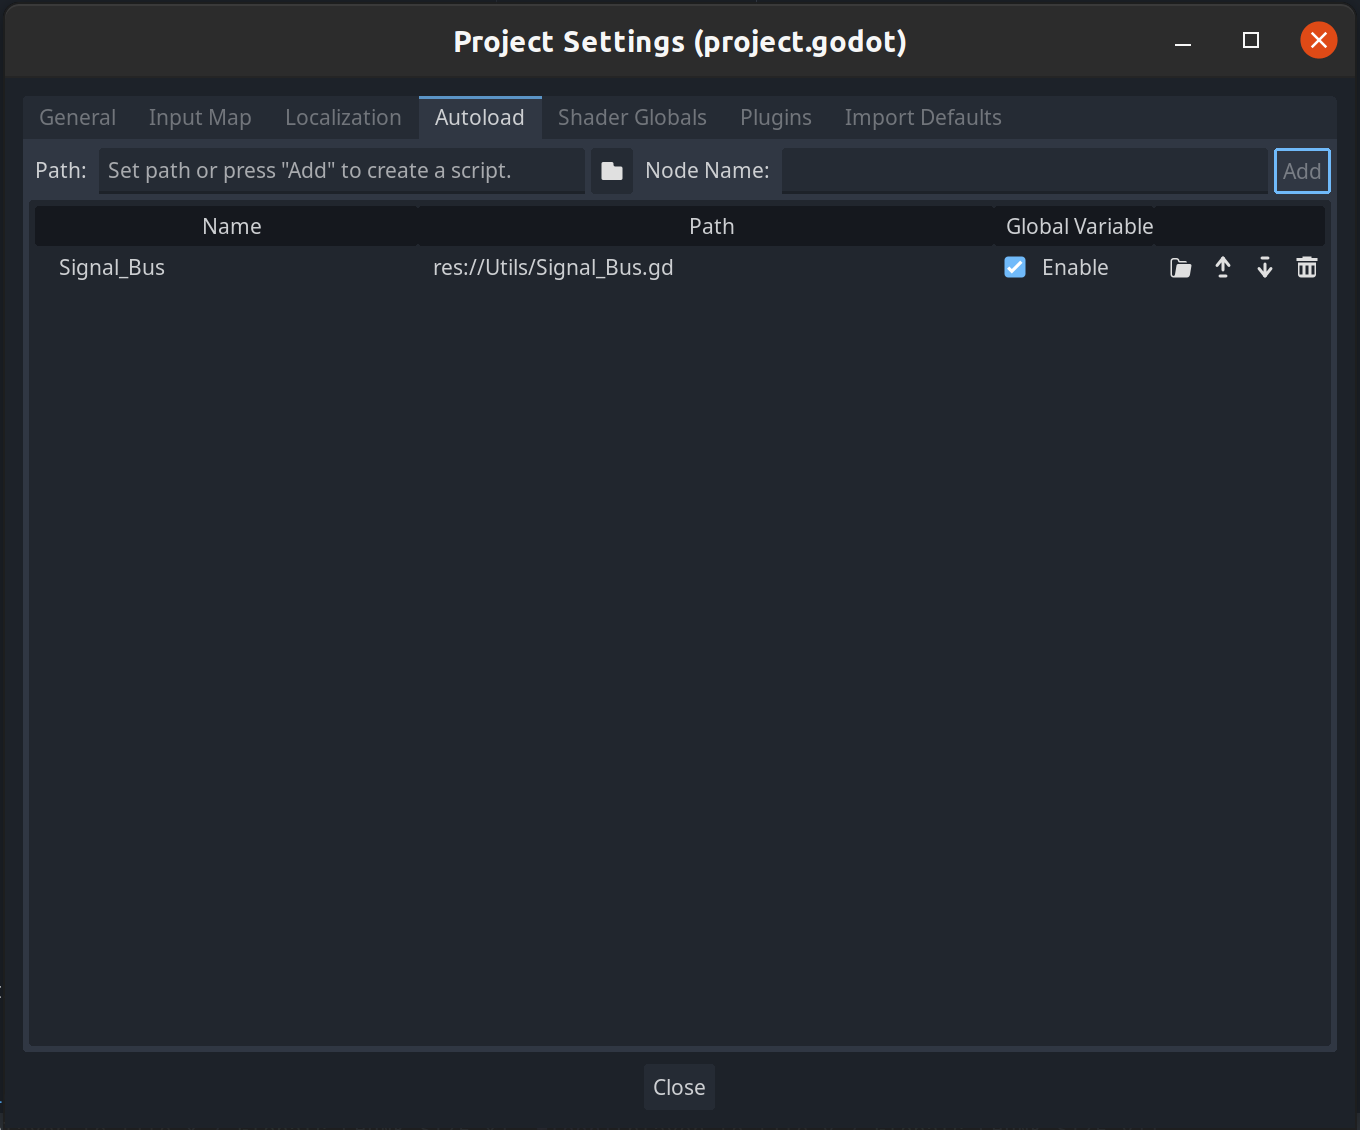 Project Settings (project.godot)
General Input Map Localization Autoload Shader Globals Plugins Import Defaults
Path: Set path or press "Add" to create a script. Node Name: Add
Name Path Global Variable
Signal_Bus res://Utils/Signal_Bus.gd Enable
Close